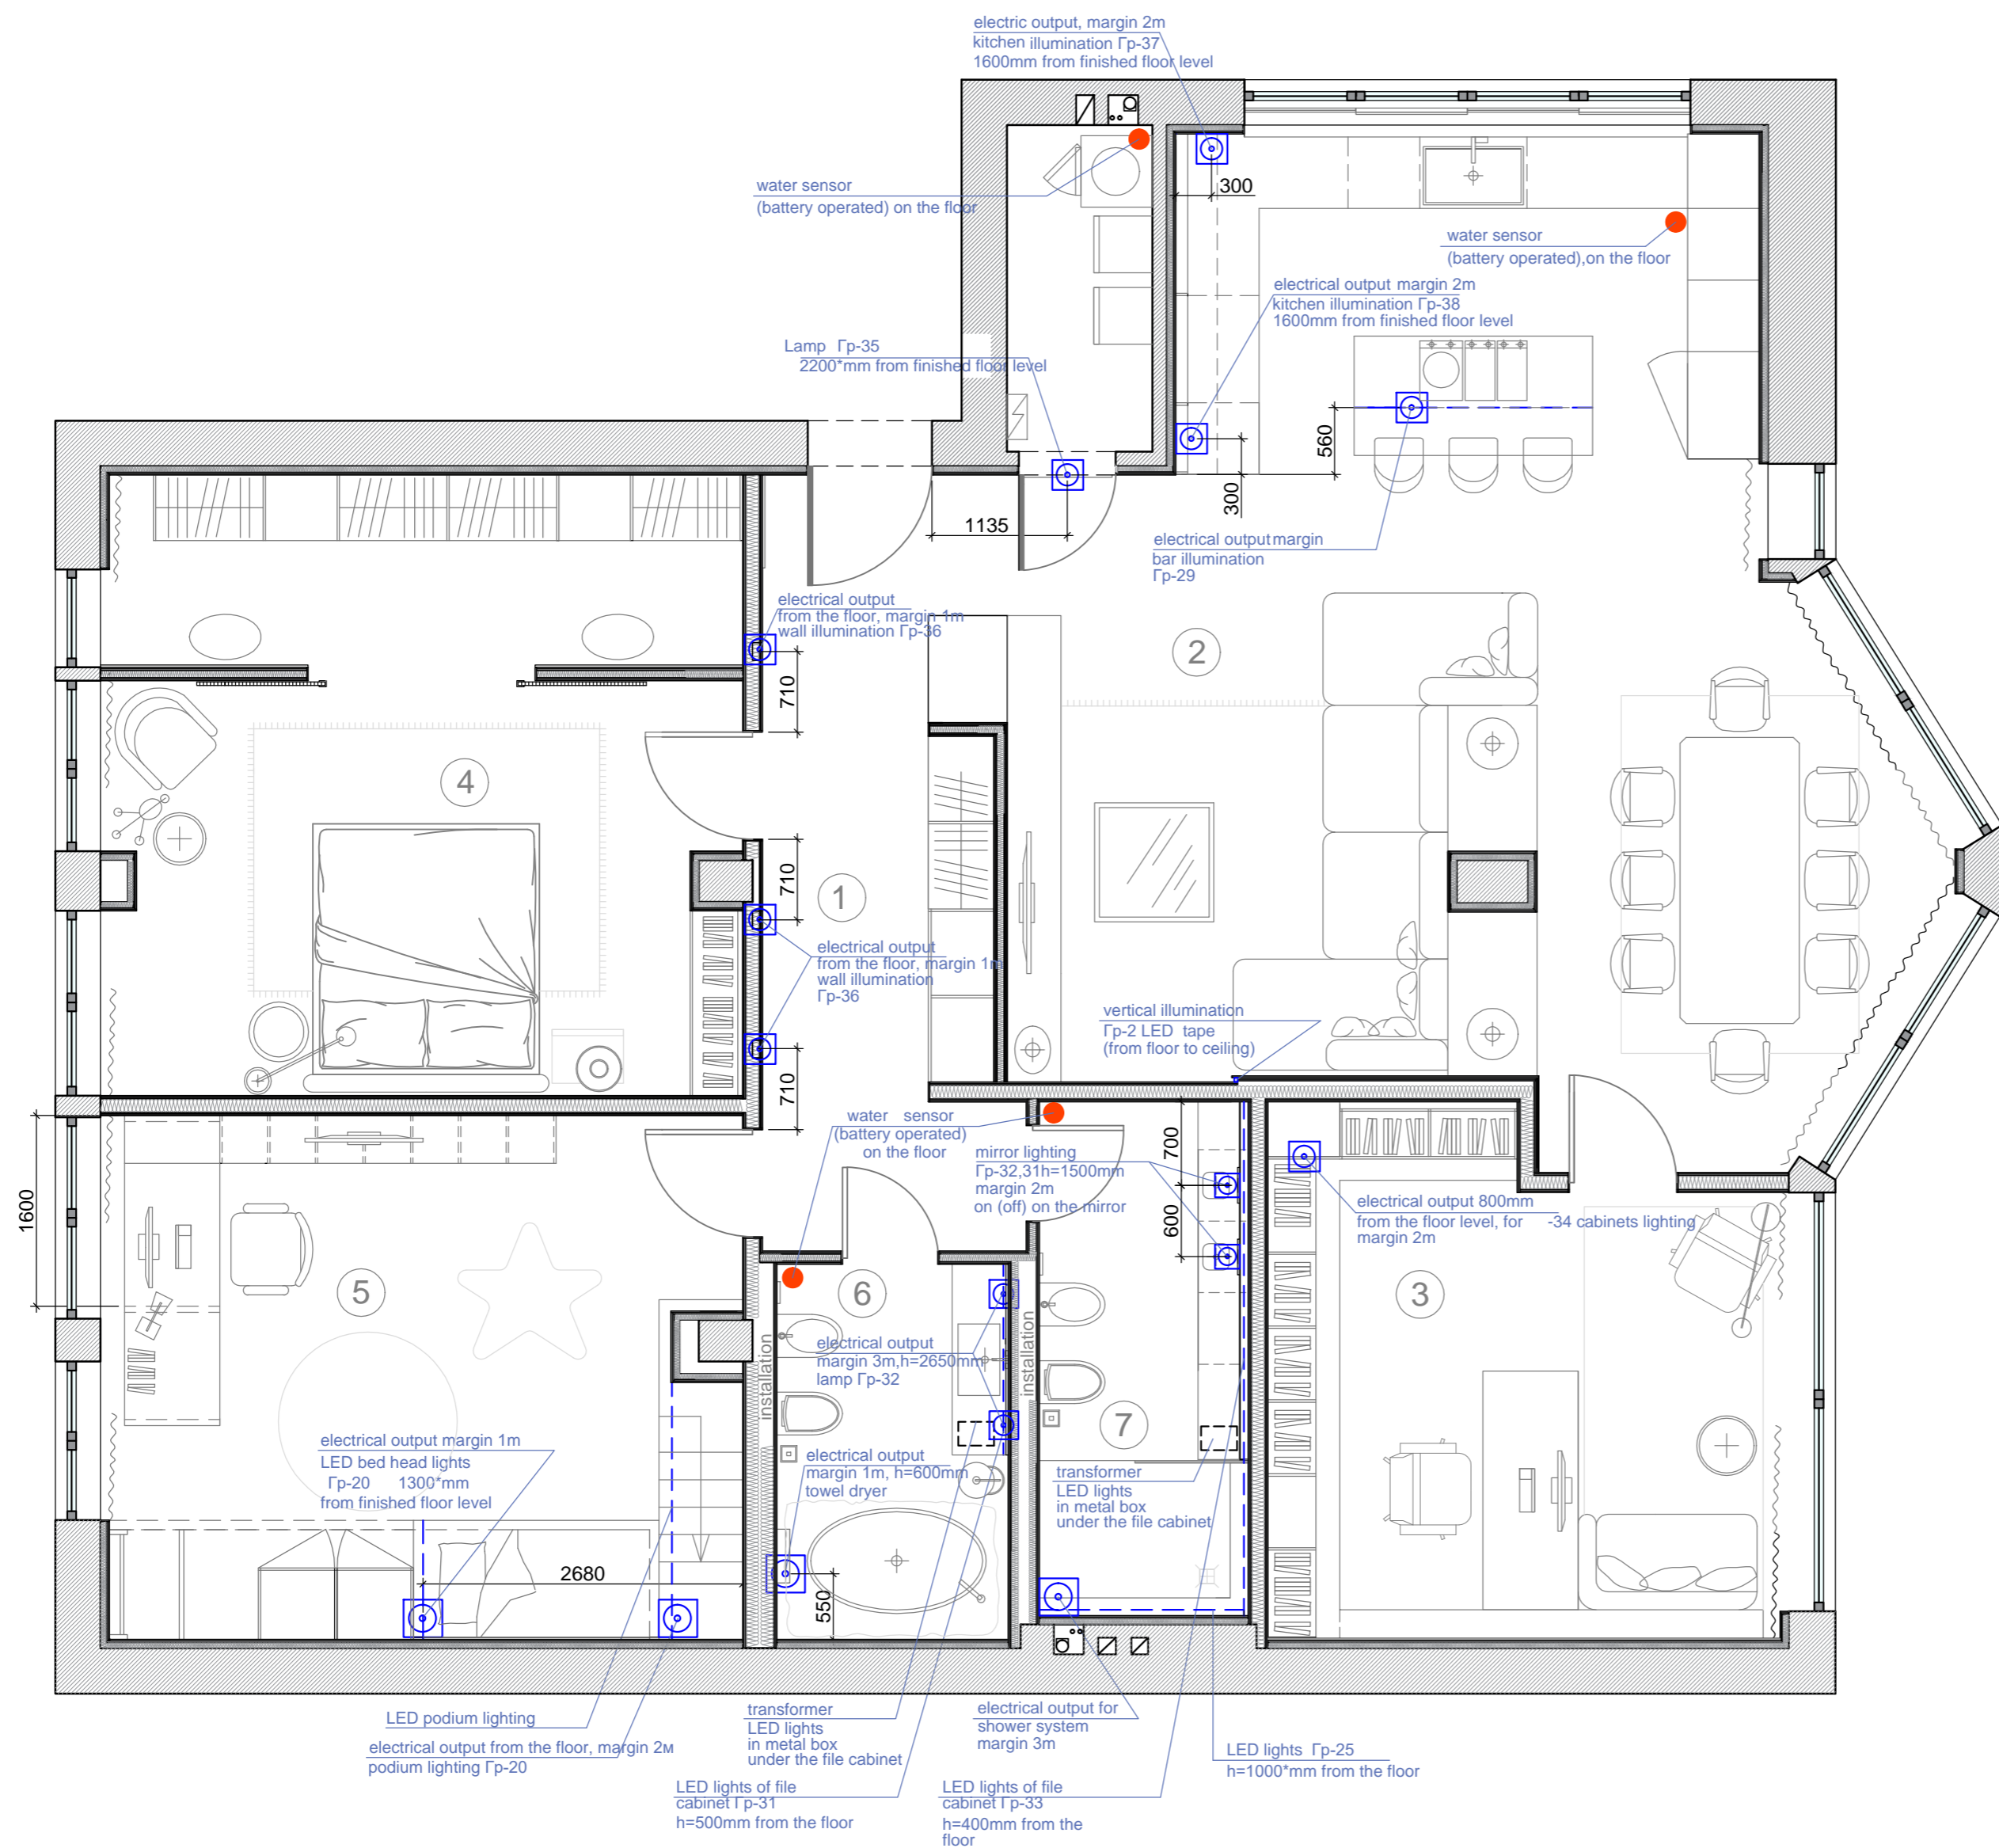 electric output, margin 2m
kitchen illumination Гр-37
1600mm from finished floor level
water sensor
(battery operated) on the floor
300
water sensor
(battery operated),on the floor
electrical output margin 2m
kitchen illumination Гр-38
1600mm from finished floor level
Lamp Гр-35
2200*mm from finished floor level
560
300
1135
electrical output margin
bar illumination
Гр-29
electrical output
from the floor, margin 1m
wall illumination Гр-36
710
2
4
710
1
electrical output
from the floor, margin 1m
wall illumination
Гр-36
vertical illumination
Гр-2 LED tape
(from floor to ceiling)
710
water sensor
(battery operated)
on the floor
mirror lighting
Гр-32,31h=1500mm
margin 2m
on (off) on the mirror
700
600
1600
electrical output 800mm
from the floor level, for -34 cabinets lighting
margin 2m
5
6
3
installation
installation
electrical output
margin 3m,h=2650mm
lamp Гр-32
7
electrical output margin 1m
LED bed head lights
Гр-20 1300*mm
from finished floor level
electrical output
margin 1m, h=600mm
towel dryer
transformer
LED lights
in metal box
under the file cabinet
2680
550
LED podium lighting
electrical output from the floor, margin 2м
podium lighting Гр-20
transformer
LED lights
in metal box
under the file cabinet
electrical output for
shower system
margin 3m
LED lights Гр-25
h=1000*mm from the floor
LED lights of file
cabinet Гр-31
h=500mm from the floor
LED lights of file
cabinet Гр-33
h=400mm from the
floor